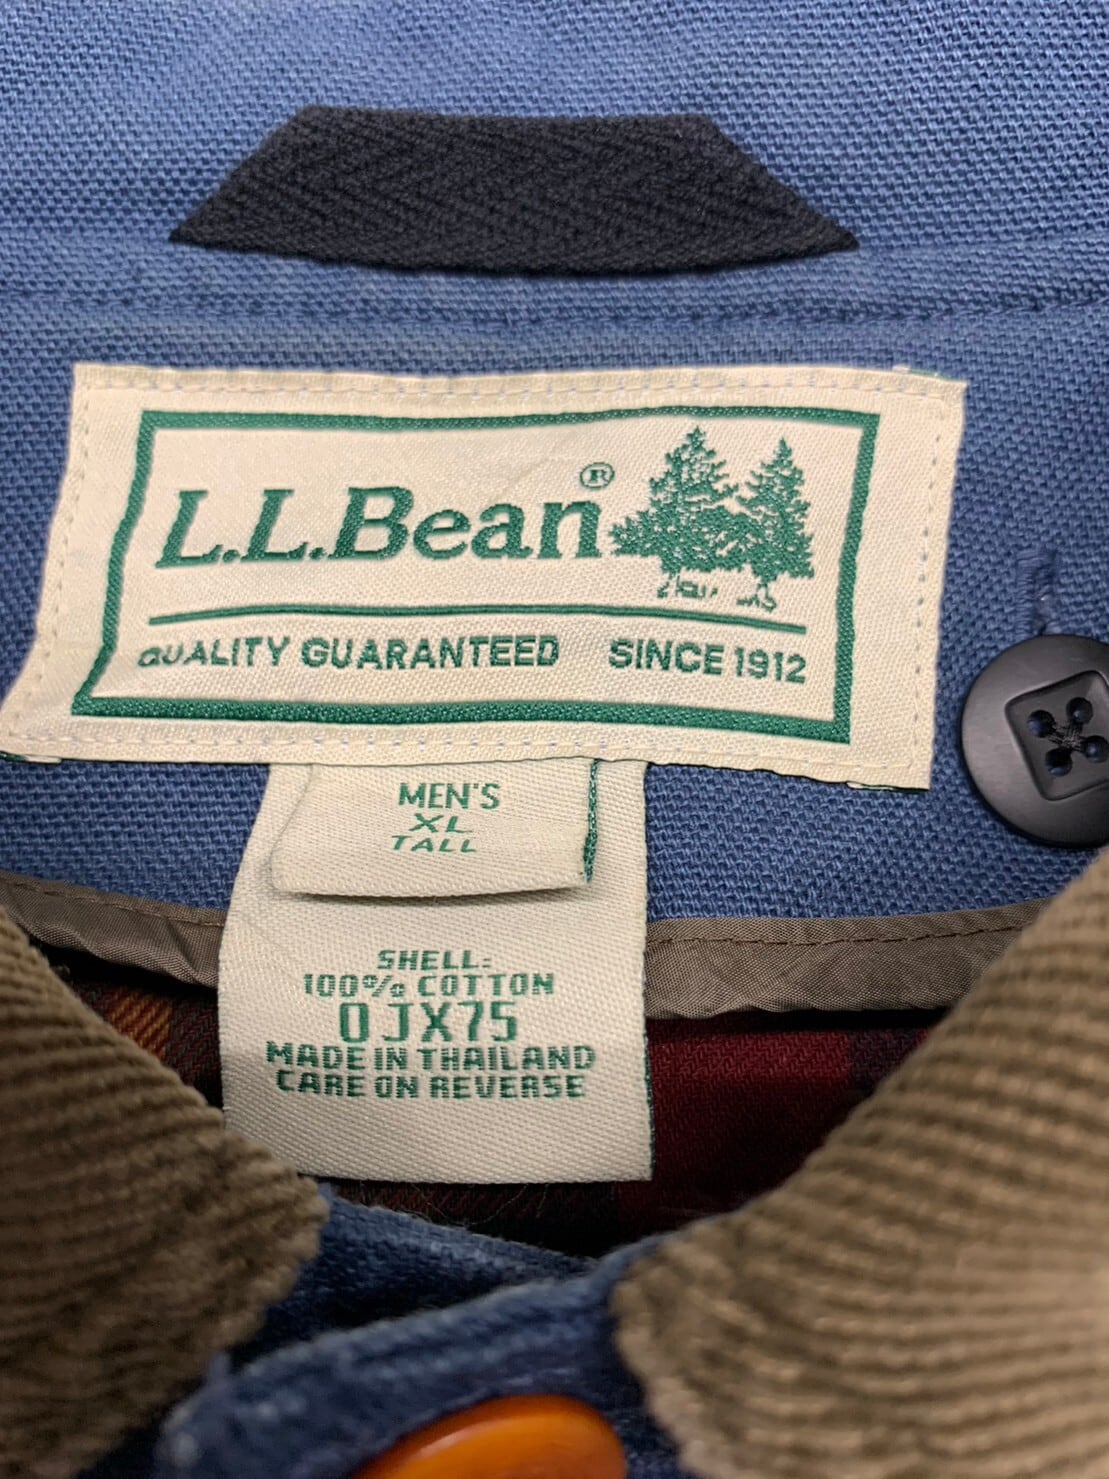 L.L.Bean®
QUALITY GUARANTEED SINCE 1912
MEN'S
XL
TALL
SHELL:
100% COTTON
0JX75
MADE IN THAILAND
CARE ON REVERSE